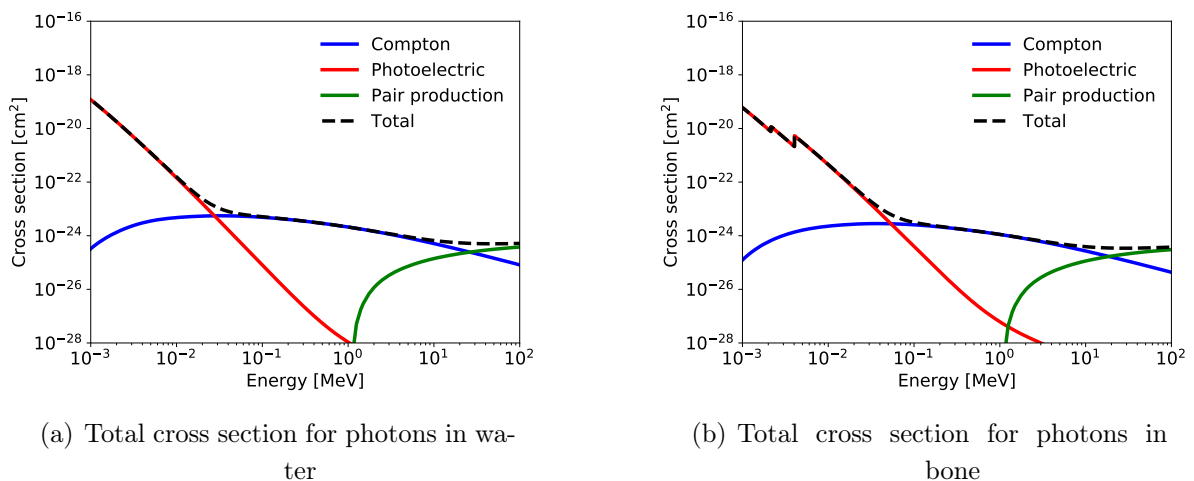 10^{-16}
10^{-18}
10^{-20}
10^{-22}
10^{-24}
10^{-26}
10^{-28}
Cross section [cm^2]
Compton
Photoelectric
Pair production
Total
10^{-3} 10^{-2} 10^{-1} 10^{0} 10^{1} 10^{2}
Energy [MeV]
(a) Total cross section for photons in wa-
ter
10^{-16}
10^{-18}
10^{-20}
10^{-22}
10^{-24}
10^{-26}
10^{-28}
Cross section [cm^2]
Compton
Photoelectric
Pair production
Total
10^{-3} 10^{-2} 10^{-1} 10^{0} 10^{1} 10^{2}
Energy [MeV]
(b) Total cross section for photons in
bone